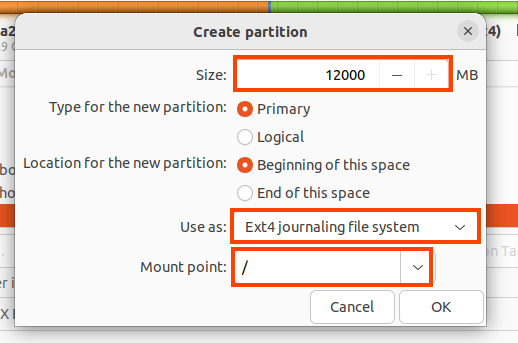 Create partition
Size: 12000 − + MB
Type for the new partition: Primary
Logical
Location for the new partition: Beginning of this space
End of this space
Use as: Ext4 journaling file system
Mount point: /
Cancel OK